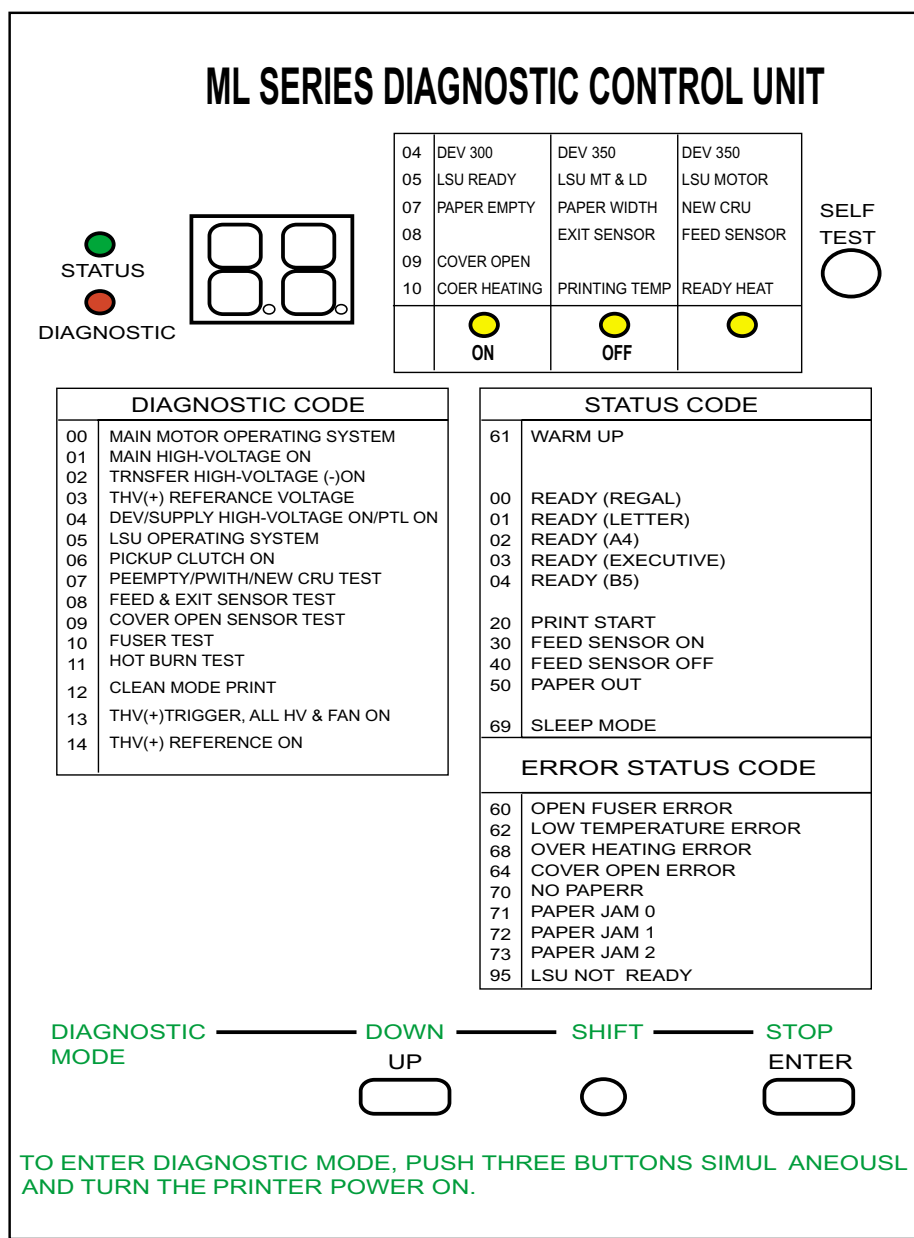 ML SERIES DIAGNOSTIC CONTROL UNIT
04 DEV 300 DEV 350 DEV 350
05 LSU READY LSU MT & LD LSU MOTOR
07 PAPER EMPTY PAPER WIDTH NEW CRU
08 EXIT SENSOR FEED SENSOR
09 COVER OPEN
10 COER HEATING PRINTING TEMP READY HEAT
ON OFF
SELF
TEST
STATUS
DIAGNOSTIC
DIAGNOSTIC CODE
00 MAIN MOTOR OPERATING SYSTEM
01 MAIN HIGH-VOLTAGE ON
02 TRNSFER HIGH-VOLTAGE (-)ON
03 THV(+) REFERANCE VOLTAGE
04 DEV/SUPPLY HIGH-VOLTAGE ON/PTL ON
05 LSU OPERATING SYSTEM
06 PICKUP CLUTCH ON
07 PEEMPTY/PWITH/NEW CRU TEST
08 FEED & EXIT SENSOR TEST
09 COVER OPEN SENSOR TEST
10 FUSER TEST
11 HOT BURN TEST
12 CLEAN MODE PRINT
13 THV(+)TRIGGER, ALL HV & FAN ON
14 THV(+) REFERENCE ON
STATUS CODE
61 WARM UP
00 READY (REGAL)
01 READY (LETTER)
02 READY (A4)
03 READY (EXECUTIVE)
04 READY (B5)
20 PRINT START
30 FEED SENSOR ON
40 FEED SENSOR OFF
50 PAPER OUT
69 SLEEP MODE
ERROR STATUS CODE
60 OPEN FUSER ERROR
62 LOW TEMPERATURE ERROR
68 OVER HEATING ERROR
64 COVER OPEN ERROR
70 NO PAPERR
71 PAPER JAM 0
72 PAPER JAM 1
73 PAPER JAM 2
95 LSU NOT READY
DIAGNOSTIC DOWN SHIFT STOP
MODE UP ENTER
TO ENTER DIAGNOSTIC MODE, PUSH THREE BUTTONS SIMUL ANEOUSL
AND TURN THE PRINTER POWER ON.